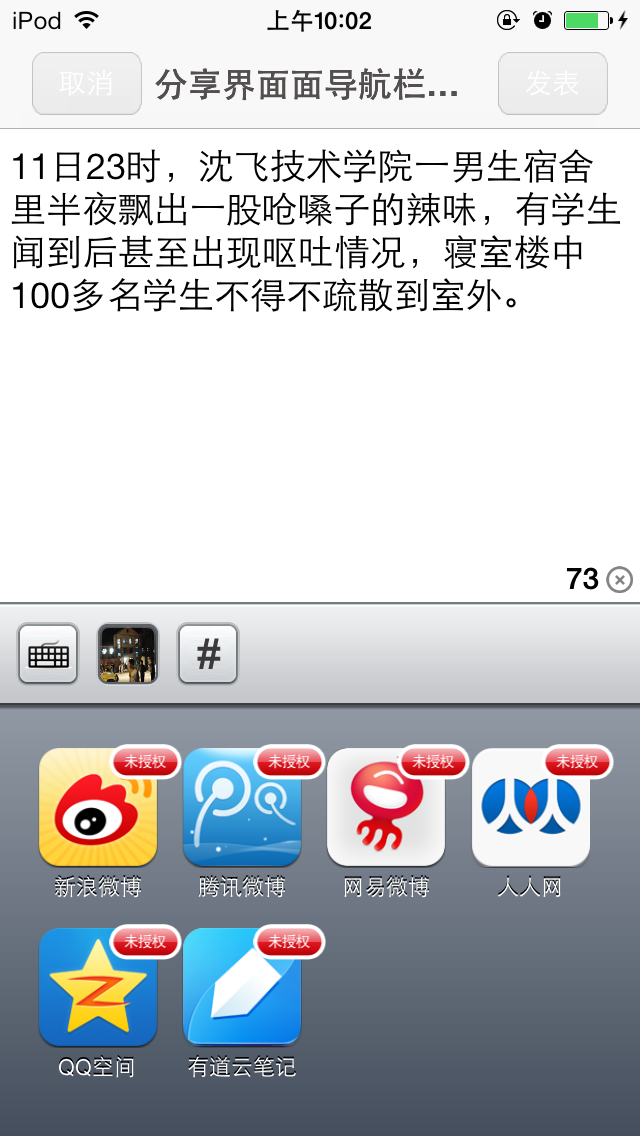 iPod 上午10:02
取消 分享界面面导航栏... 发表
11日23时，沈飞技术学院一男生宿舍
里半夜飘出一股呛嗓子的辣味，有学生
闻到后甚至出现呕吐情况，寝室楼中
100多名学生不得不疏散到室外。
73
#
未授权 未授权 未授权 未授权
新浪微博 腾讯微博 网易微博 人人网
未授权 未授权
QQ空间 有道云笔记